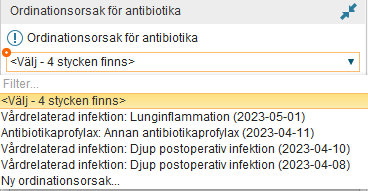 Ordinationsorsak för antibiotika
Ordinationsorsak för antibiotika
<Välj - 4 stycken finns>
Filter...
<Välj - 4 stycken finns>
Vårdrelaterad infektion: Lunginflammation (2023-05-01)
Antibiotikaprofylax: Annan antibiotikaprofylax (2023-04-11)
Vårdrelaterad infektion: Djup postoperativ infektion (2023-04-10)
Vårdrelaterad infektion: Djup postoperativ infektion (2023-04-08)
Ny ordinationsorsak...